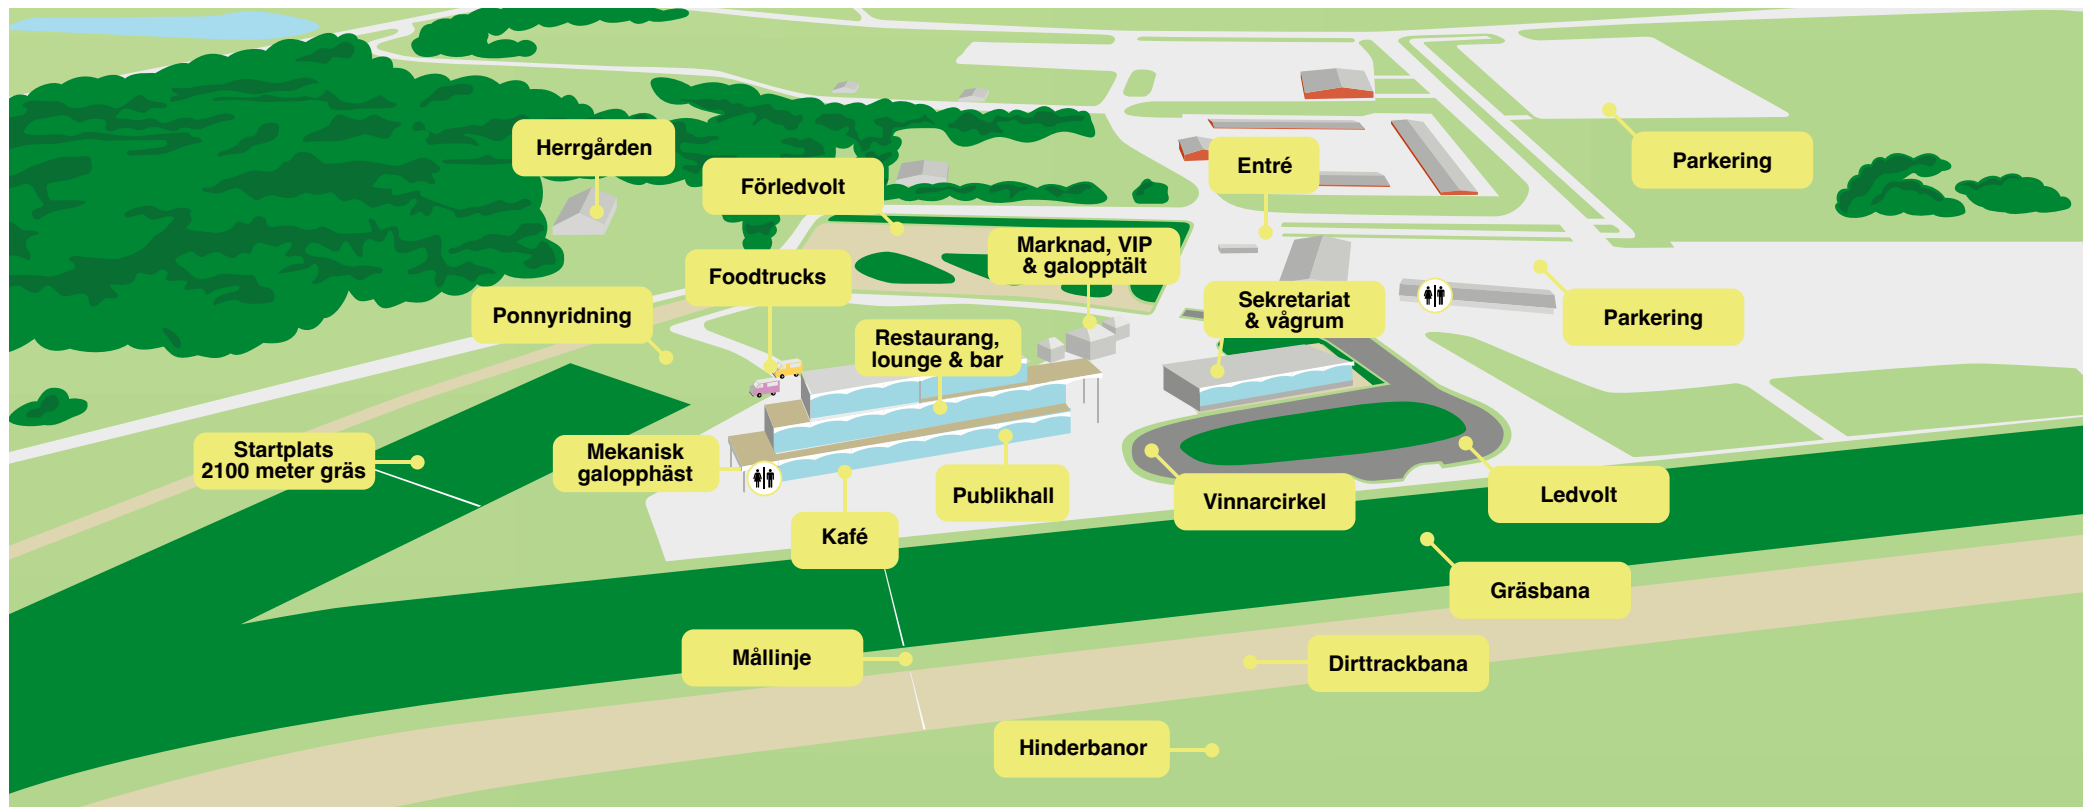 Herrgården
Entré
Parkering
Förledvolt
Marknad, VIP
& galopptält
Foodtrucks
Ponnyridning
Sekretariat
& vågrum
Parkering
Restaurang,
lounge & bar
Startplats
2100 meter gräs
Mekanisk
galopphäst
Publikhall
Vinnarcirkel
Ledvolt
Kafé
Gräsbana
Mållinje
Dirttrackbana
Hinderbanor